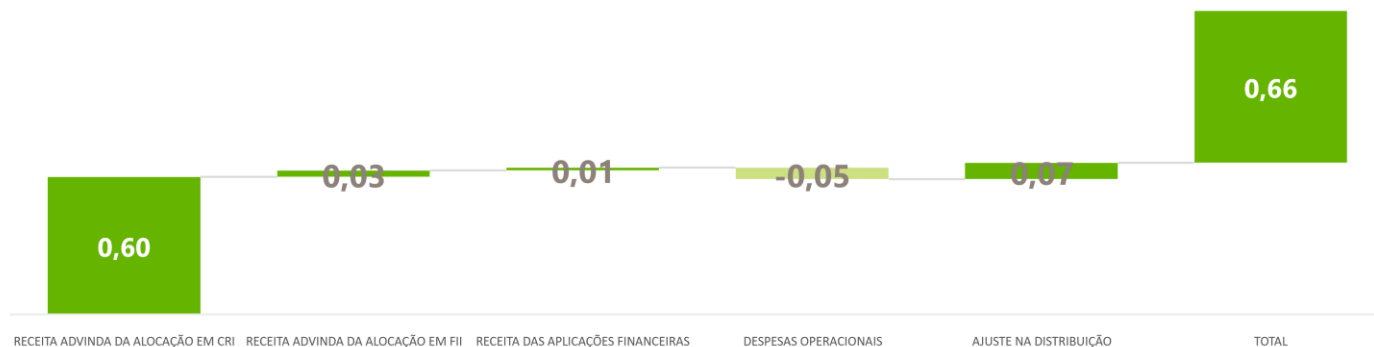 0,66
0,03
0,01
-0,05
0,07
0,60
RECEITA ADVINDA DA ALOCAÇÃO EM CRI
RECEITA ADVINDA DA ALOCAÇÃO EM FII
RECEITA DAS APLICAÇÕES FINANCEIRAS
DESPESAS OPERACIONAIS
AJUSTE NA DISTRIBUIÇÃO
TOTAL